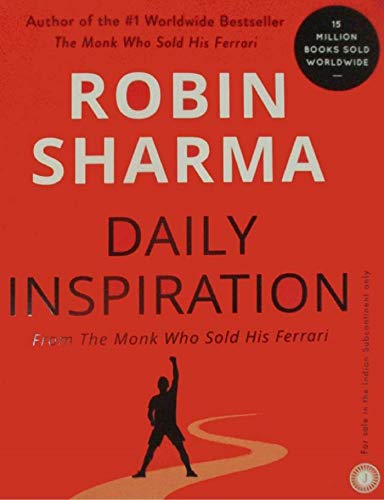 Author of the #1 Worldwide Bestseller
The Monk Who Sold His Ferrari
15
MILLION
BOOKS SOLD
WORLDWIDE
ROBIN
SHARMA
DAILY
INSPIRATION
From The Monk Who Sold His Ferrari
For sale in the Indian Subcontinent only
J